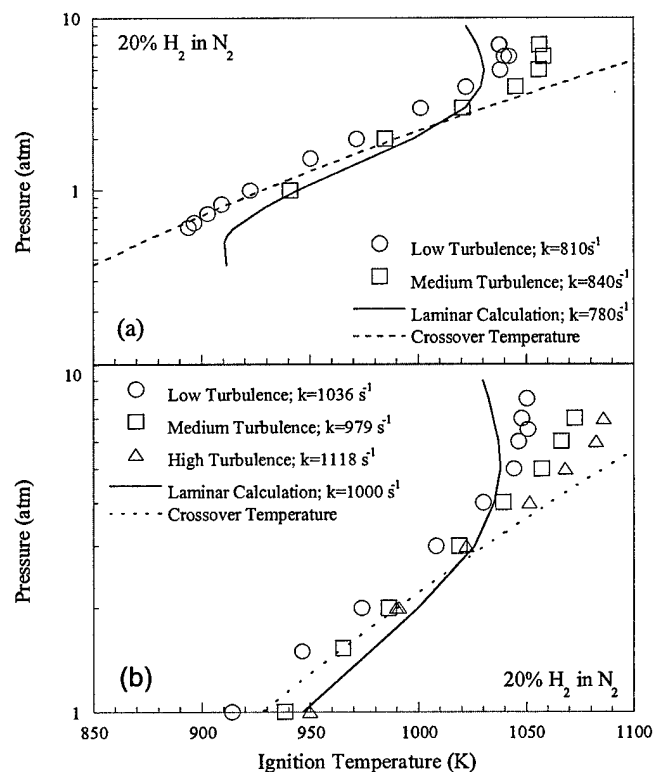 10
20% H₂ in N₂
Pressure (atm)
1
Low Turbulence; k=810s⁻¹
Medium Turbulence; k=840s⁻¹
Laminar Calculation; k=780s⁻¹
Crossover Temperature
(a)
10
Low Turbulence; k=1036 s⁻¹
Medium Turbulence; k=979 s⁻¹
High Turbulence; k=1118 s⁻¹
Laminar Calculation; k=1000 s⁻¹
Crossover Temperature
Pressure (atm)
(b)
20% H₂ in N₂
1
850 900 950 1000 1050 1100
Ignition Temperature (K)